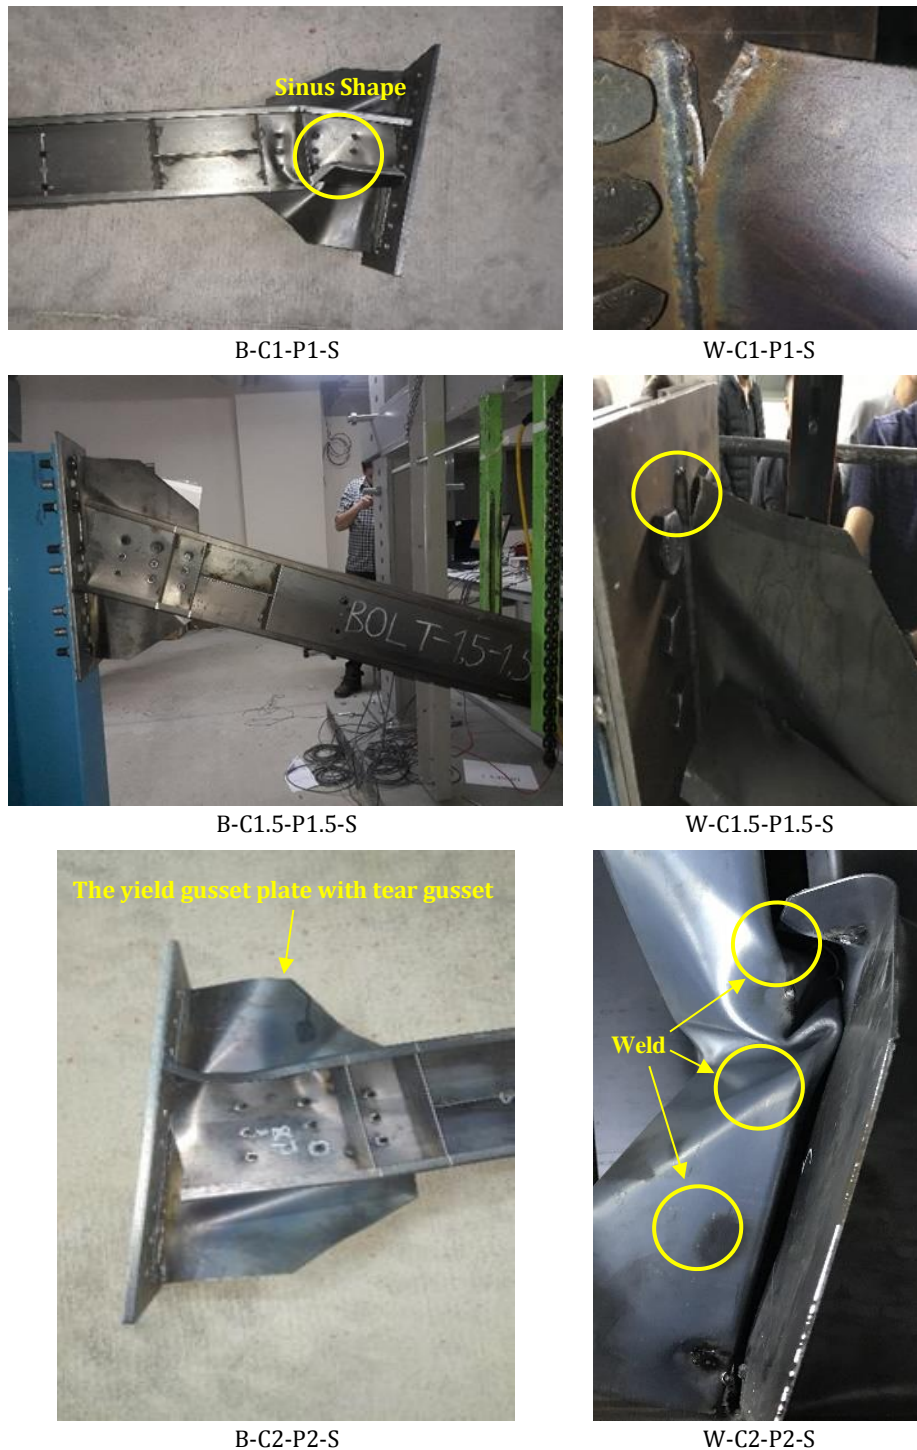 Sinus Shape
B-C1-P1-S
W-C1-P1-S
BOLT-1,5-1,5
B-C1.5-P1.5-S
W-C1.5-P1.5-S
The yield gusset plate with tear gusset
Weld
B-C2-P2-S
W-C2-P2-S